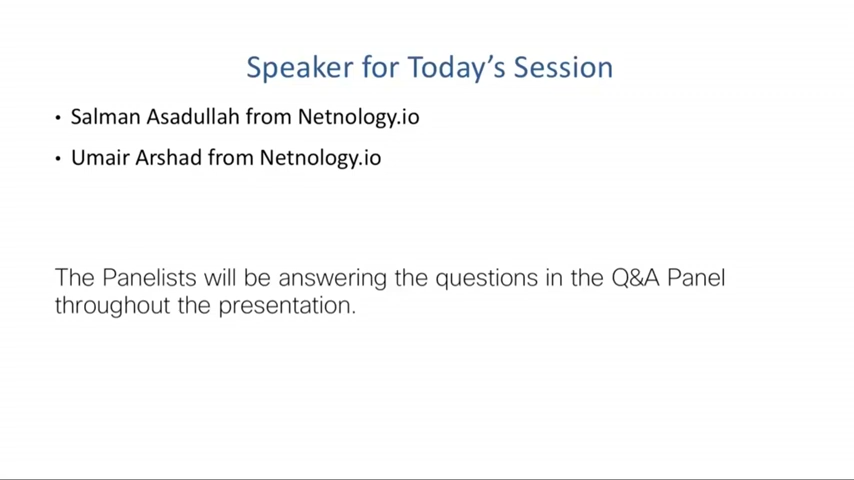 Speaker for Today's Session
• Salman Asadullah from Netnology.io
• Umair Arshad from Netnology.io
The Panelists will be answering the questions in the Q&A Panel
throughout the presentation.